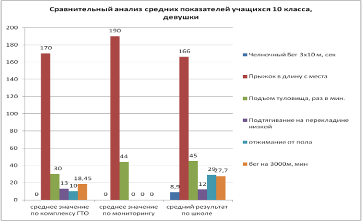 Сравнительный анализ средних показателей учащихся 10 класса,
девушки
200
180
160
140
120
100
80
60
40
20
0
0
170
30
13
10
18,45
0
190
44
0
0
0
8,9
166
45
12
29
27,7
среднее значение
по комплексу ГТО
среднее значение
по мониторингу
средний результат
по школе
Челночный бег 3х10 м, сек
Прыжок в длину с места
Подъем туловища, раз в мин.
Подтягивание на перекладине
низкой
отжимание от пола
бег на 3000м, мин